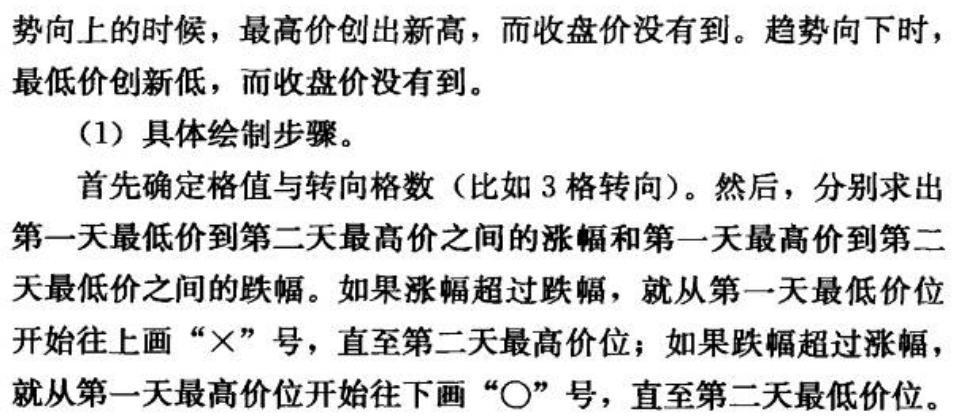 势向上的时候，最高价创出新高，而收盘价没有到。趋势向下时，
最低价创新低，而收盘价没有到。
（1）具体绘制步骤。
首先确定格值与转向格数（比如 3 格转向）。然后，分别求出
第一天最低价到第二天最高价之间的涨幅和第一天最高价到第二
天最低价之间的跌幅。如果涨幅超过跌幅，就从第一天最低价位
开始往上画“×”号，直至第二天最高价位；如果跌幅超过涨幅，
就从第一天最高价位开始往下画“○”号，直至第二天最低价位。